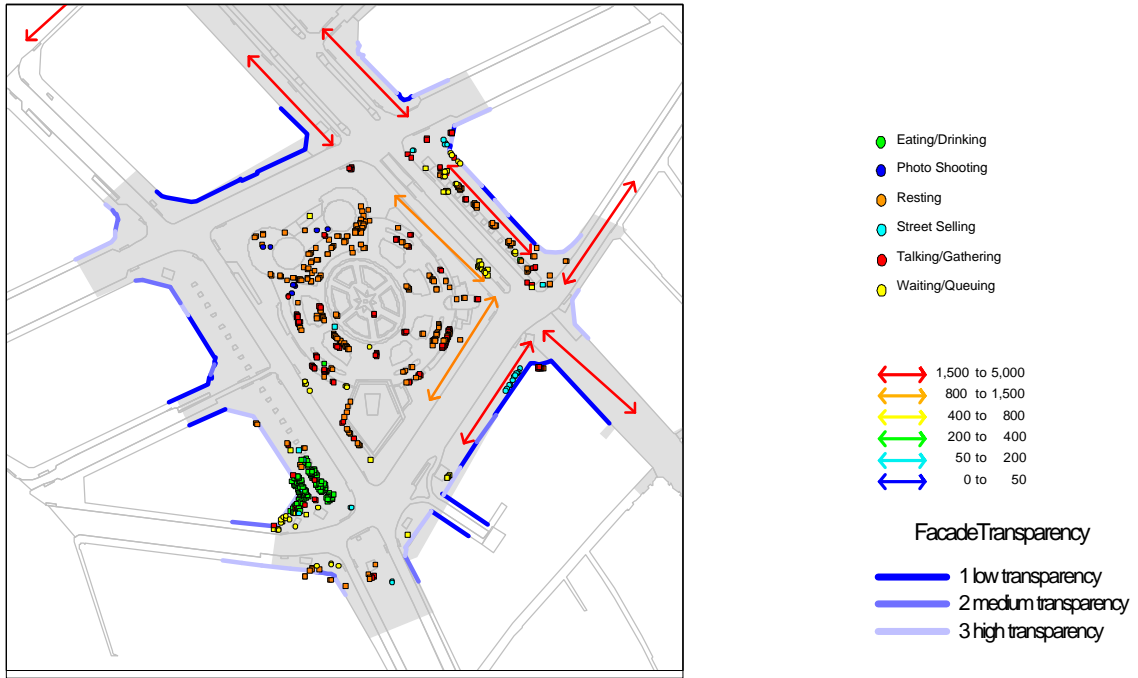 Eating/Drinking
Photo Shooting
Resting
Street Selling
Talking/Gathering
Waiting/Queuing
1,500 to 5,000
800 to 1,500
400 to 800
200 to 400
50 to 200
0 to 50
FacadeTransparency
1 low transparency
2 medium transparency
3 high transparency